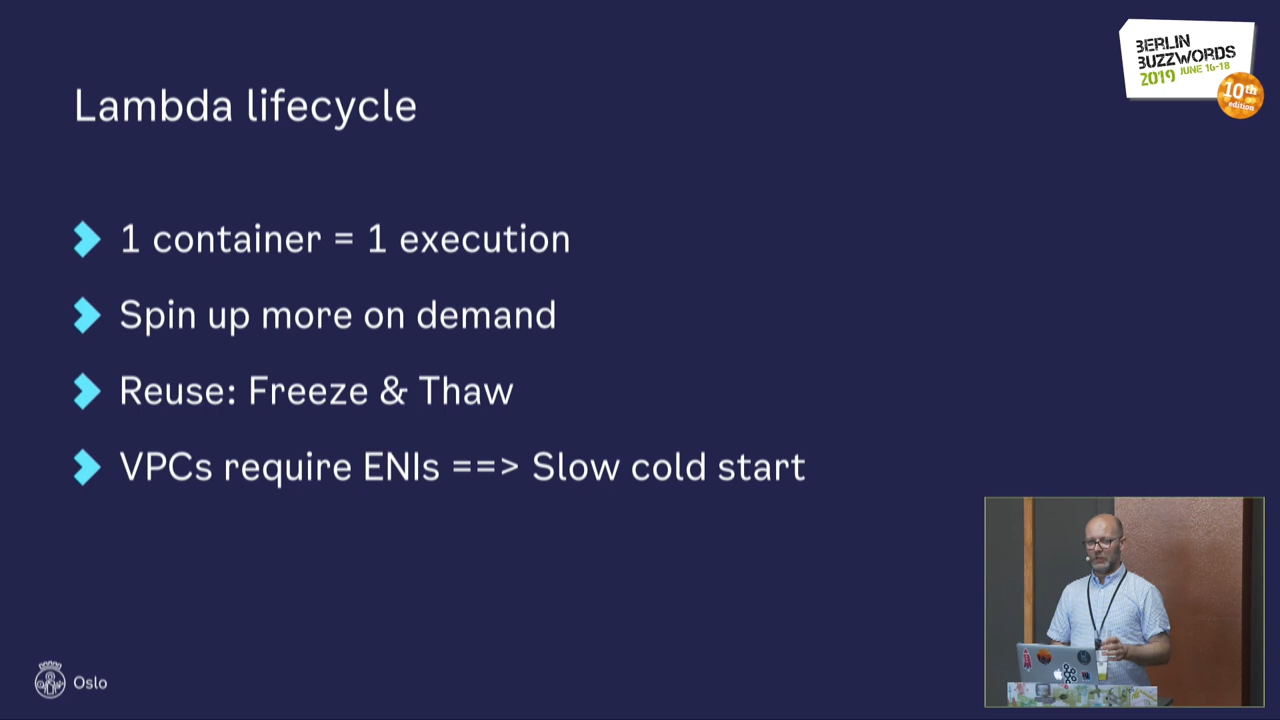 BERLIN
BUZZWORDS
2019 JUNE 16-18
10th
edition
Lambda lifecycle
1 container = 1 execution
Spin up more on demand
Reuse: Freeze & Thaw
VPCs require ENIs ==> Slow cold start
Oslo